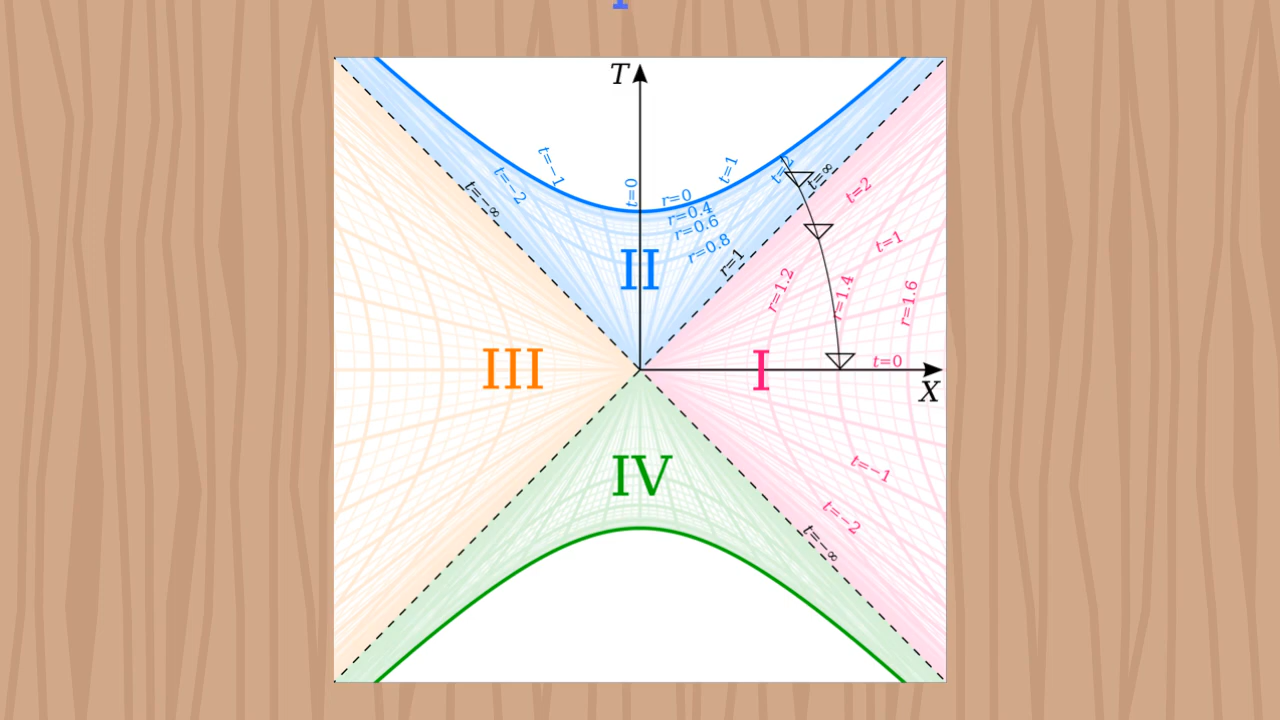 T
t=−1
t=−2
t=−∞
t=0
r=0
r=0.4
r=0.6
r=0.8
r=1
t=1
t=2
t=∞
t=2
t=1
r=1.2
r=1.4
r=1.6
II
III
I
t=0
X
IV
t=−1
t=−2
t=−∞